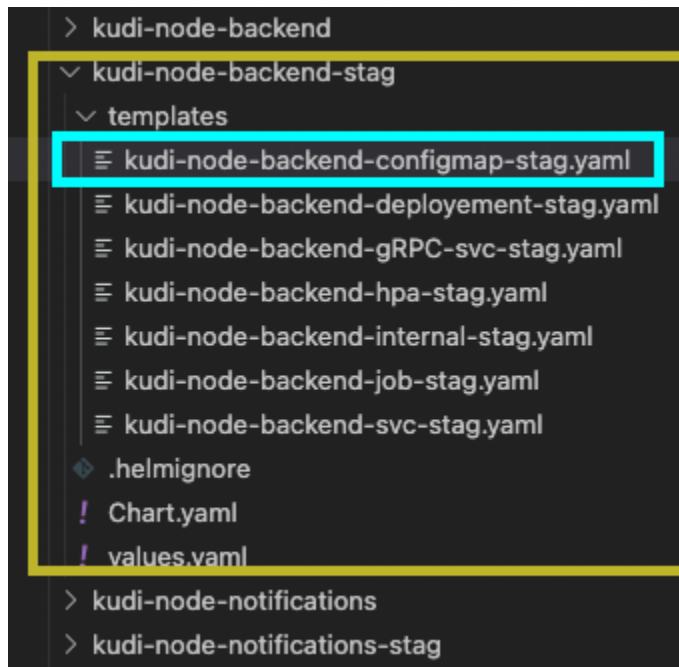 kudi-node-backend
kudi-node-backend-stag
templates
kudi-node-backend-configmap-stag.yaml
kudi-node-backend-deployement-stag.yaml
kudi-node-backend-gRPC-svc-stag.yaml
kudi-node-backend-hpa-stag.yaml
kudi-node-backend-internal-stag.yaml
kudi-node-backend-job-stag.yaml
kudi-node-backend-svc-stag.yaml
.helmignore
! Chart.yaml
! values.yaml
kudi-node-notifications
kudi-node-notifications-stag